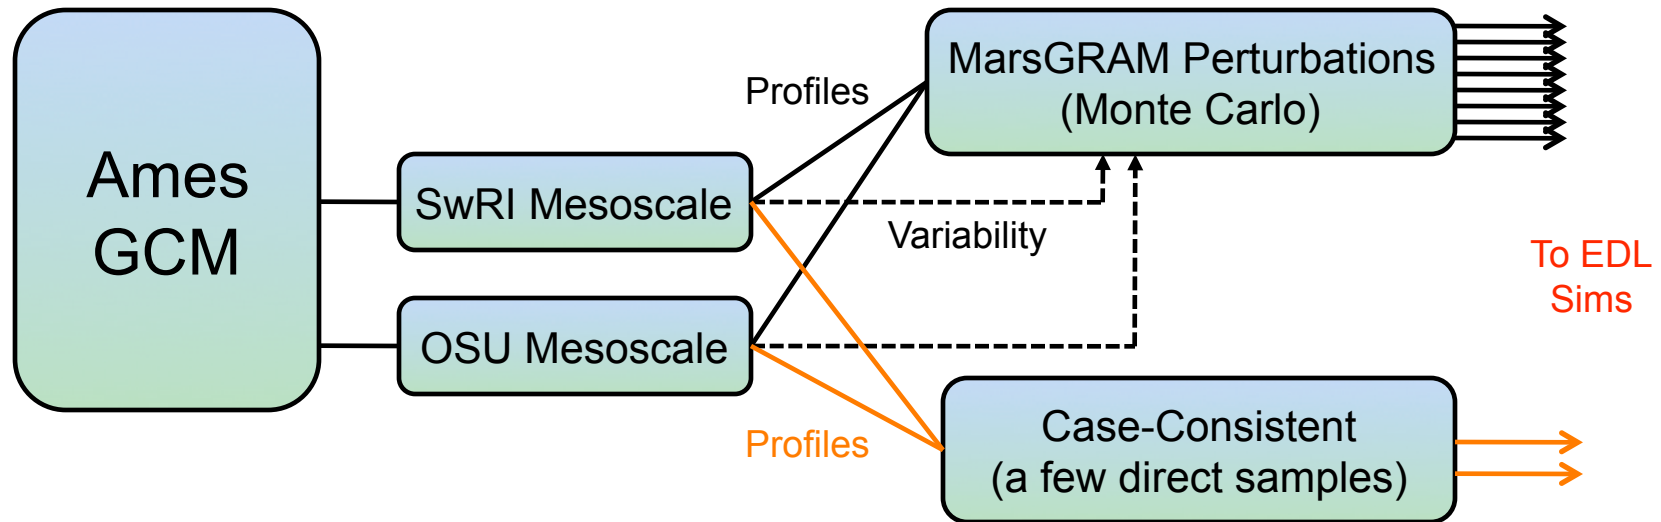 Ames
GCM
SwRI Mesoscale
OSU Mesoscale
Profiles
Variability
Profiles
MarsGRAM Perturbations
(Monte Carlo)
Case-Consistent
(a few direct samples)
To EDL
Sims